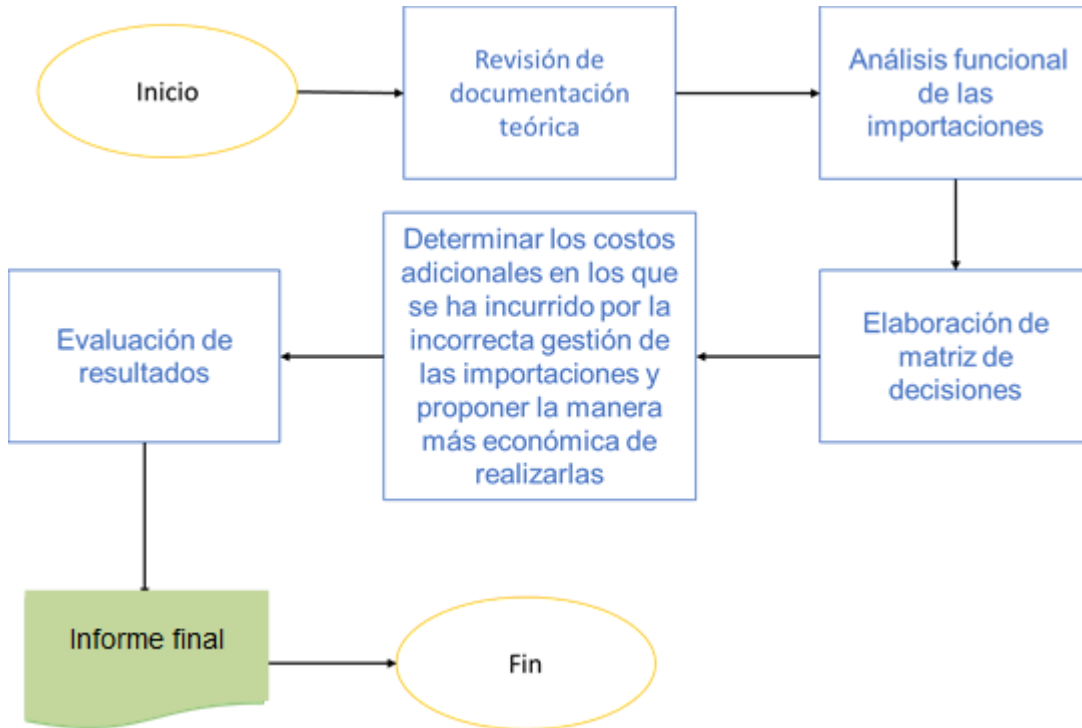 Inicio
Revisión de
documentación
teórica
Análisis funcional
de las
importaciones
Elaboración de
matriz de
decisiones
Determinar los costos
adicionales en los que
se ha incurrido por la
incorrecta gestión de
las importaciones y
proponer la manera
más económica de
realizarlas
Evaluación de
resultados
Informe final
Fin